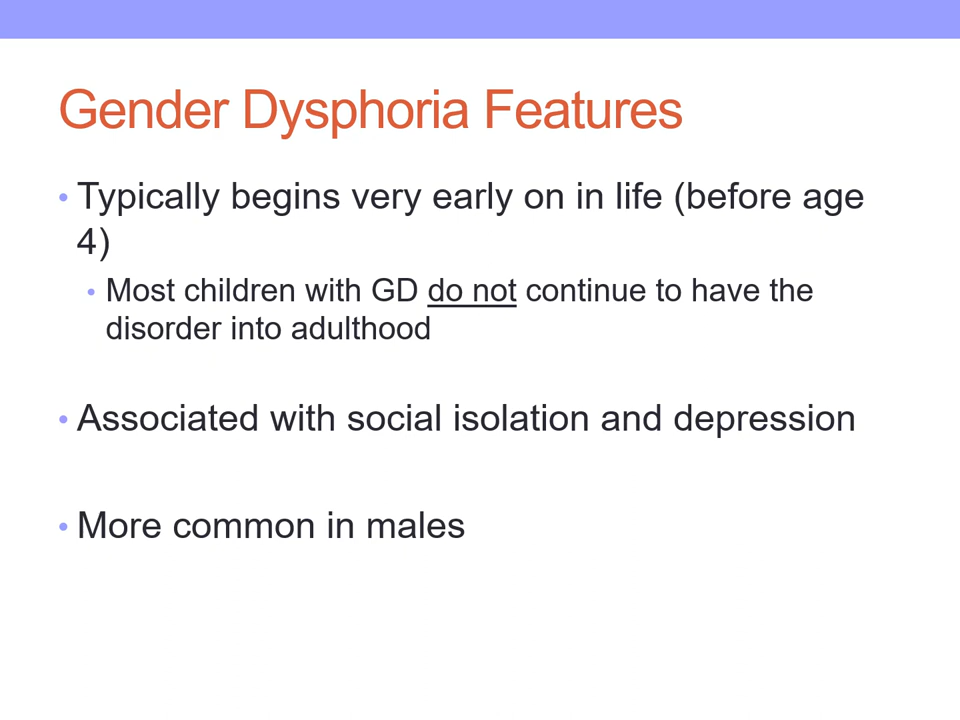 Gender Dysphoria Features
• Typically begins very early on in life (before age
4)
• Most children with GD do not continue to have the
disorder into adulthood
• Associated with social isolation and depression
• More common in males